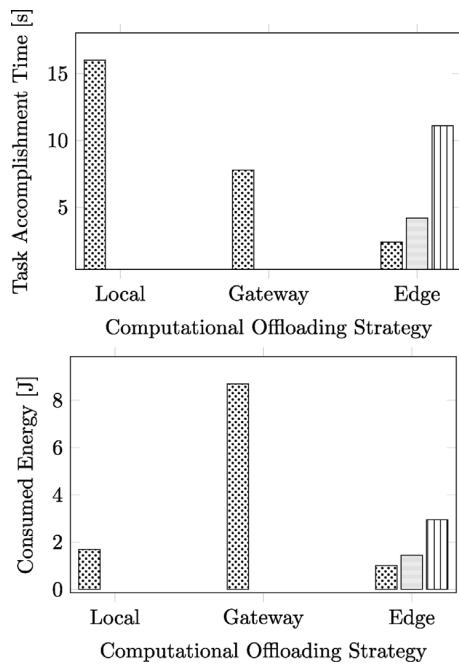 Task Accomplishment Time [s]
15
10
5
Local Gateway Edge
Computational Offloading Strategy
Consumed Energy [J]
8
6
4
2
0
Local Gateway Edge
Computational Offloading Strategy